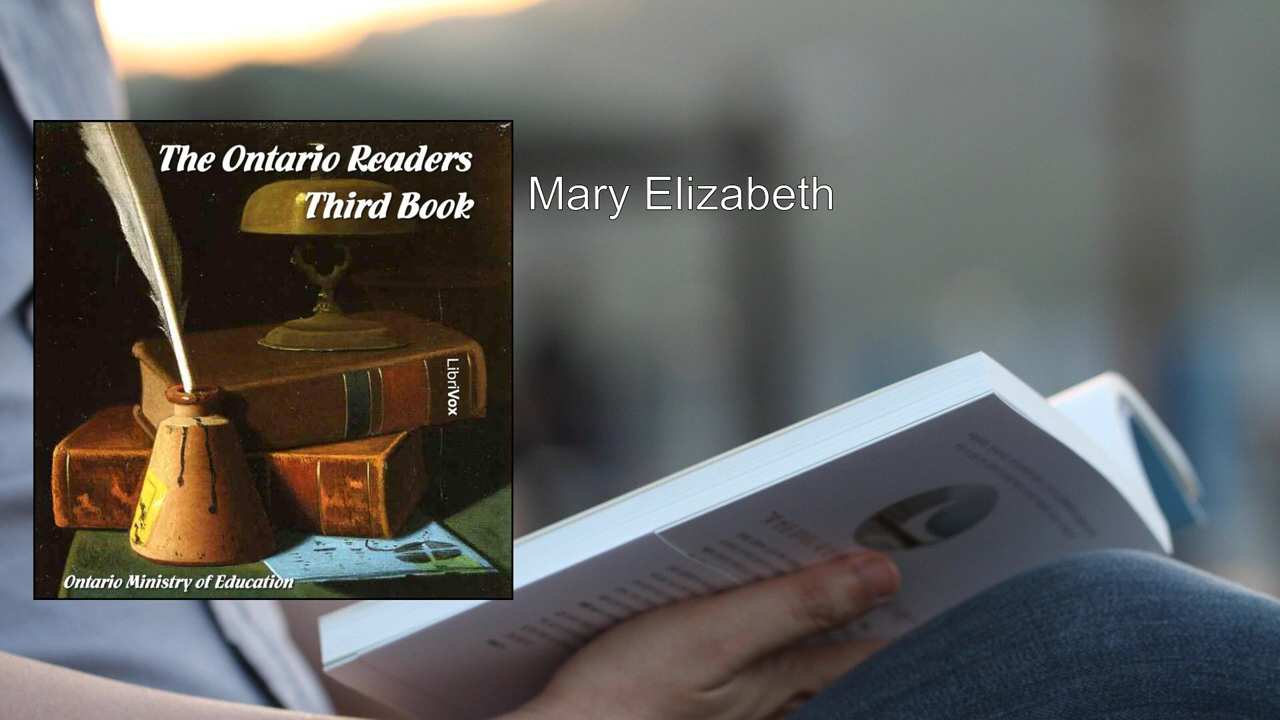 The Ontario Readers
Third Book
LibriVox
Ontario Ministry of Education
Mary Elizabeth